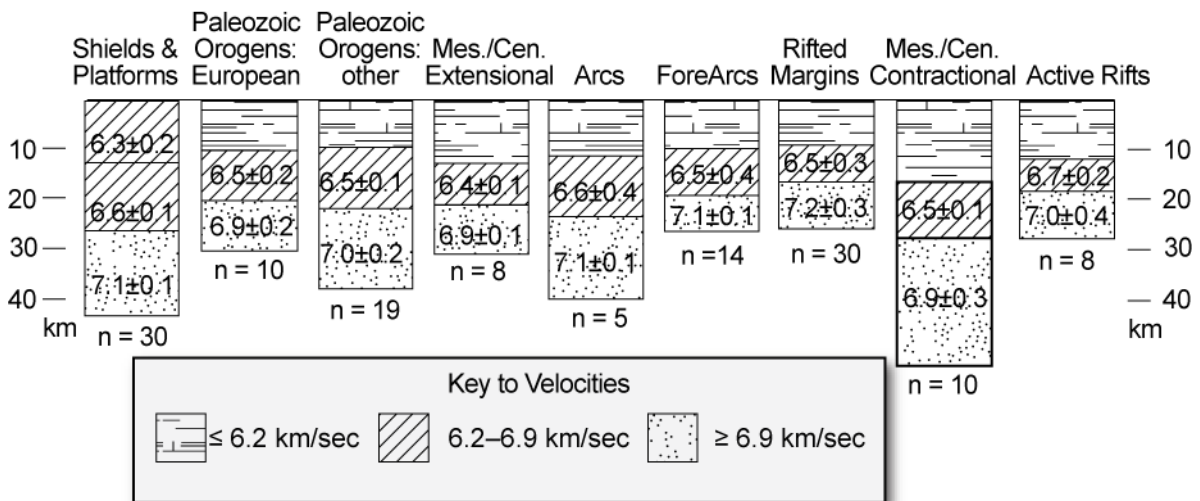 Shields &
Platforms
Paleozoic
Orogens:
European
Paleozoic
Orogens:
other
Mes./Cen.
Extensional
Arcs
ForeArcs
Rifted
Margins
Mes./Cen.
Contractional
Active Rifts
10
20
30
40
km
6.3±0.2
6.6±0.1
7.1±0.1
n = 30
6.5±0.2
6.9±0.2
n = 10
6.5±0.1
7.0±0.2
n = 19
6.4±0.1
6.9±0.1
n = 8
6.6±0.4
7.1±0.1
n = 5
6.5±0.4
7.1±0.1
n =14
6.5±0.3
7.2±0.3
n = 30
6.5±0.1
6.9±0.3
n = 10
6.7±0.2
7.0±0.4
n = 8
10
20
30
40
km
Key to Velocities
≤ 6.2 km/sec
6.2–6.9 km/sec
≥ 6.9 km/sec